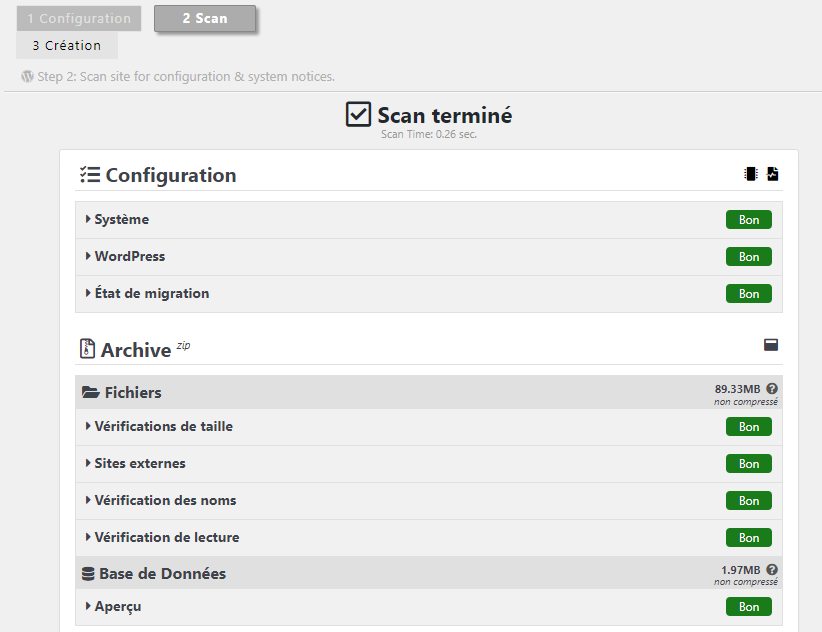 1 Configuration
2 Scan
3 Création
Step 2: Scan site for configuration & system notices.
Scan terminé
Scan Time: 0.26 sec.
Configuration
Système
Bon
WordPress
Bon
État de migration
Bon
Archive zip
Fichiers
89.33MB
non compressé
Vérifications de taille
Bon
Sites externes
Bon
Vérification des noms
Bon
Vérification de lecture
Bon
Base de Données
1.97MB
non compressé
Aperçu
Bon